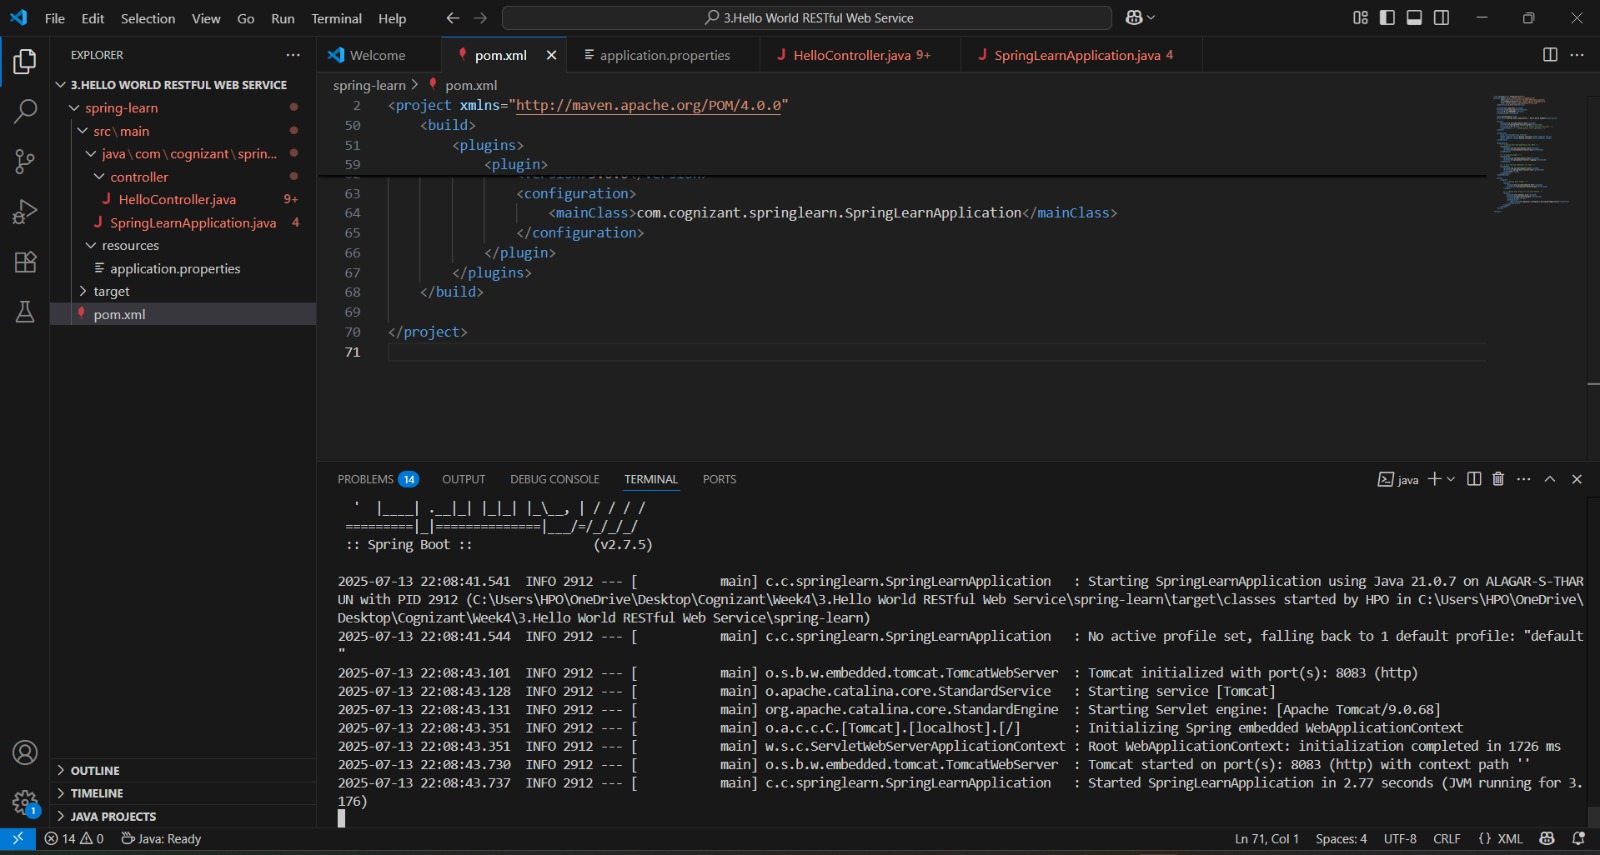 File Edit Selection View Go Run Terminal Help
3.Hello World RESTful Web Service
EXPLORER
3.HELLO WORLD RESTFUL WEB SERVICE
spring-learn
src\main
java\com\cognizant\sprin...
controller
HelloController.java 9+
SpringLearnApplication.java 4
resources
application.properties
target
pom.xml
OUTLINE
TIMELINE
JAVA PROJECTS
Welcome
pom.xml
application.properties
HelloController.java 9+
SpringLearnApplication.java 4
spring-learn > pom.xml
2 <project xmlns="http://maven.apache.org/POM/4.0.0"
50 <build>
51 <plugins>
59 <plugin>
63 <configuration>
64 <mainClass>com.cognizant.springlearn.SpringLearnApplication</mainClass>
65 </configuration>
66 </plugin>
67 </plugins>
68 </build>
69
70 </project>
71
PROBLEMS 14 OUTPUT DEBUG CONSOLE TERMINAL PORTS
java
' |____| .__|_| |_|_| |_\__, | / / / /
=========|_|==============|___/=/_/_/_/
:: Spring Boot :: (v2.7.5)
2025-07-13 22:08:41.541 INFO 2912 --- [ main] c.c.springlearn.SpringLearnApplication : Starting SpringLearnApplication using Java 21.0.7 on ALAGAR-S-THAR
UN with PID 2912 (C:\Users\HPO\OneDrive\Desktop\Cognizant\Week4\3.Hello World RESTful Web Service\spring-learn\target\classes started by HPO in C:\Users\HPO\OneDrive\
Desktop\Cognizant\Week4\3.Hello World RESTful Web Service\spring-learn)
2025-07-13 22:08:41.544 INFO 2912 --- [ main] c.c.springlearn.SpringLearnApplication : No active profile set, falling back to 1 default profile: "default
"
2025-07-13 22:08:43.101 INFO 2912 --- [ main] o.s.b.w.embedded.tomcat.TomcatWebServer : Tomcat initialized with port(s): 8083 (http)
2025-07-13 22:08:43.128 INFO 2912 --- [ main] o.apache.catalina.core.StandardService : Starting service [Tomcat]
2025-07-13 22:08:43.131 INFO 2912 --- [ main] org.apache.catalina.core.StandardEngine : Starting Servlet engine: [Apache Tomcat/9.0.68]
2025-07-13 22:08:43.351 INFO 2912 --- [ main] o.a.c.c.C.[Tomcat].[localhost].[/] : Initializing Spring embedded WebApplicationContext
2025-07-13 22:08:43.351 INFO 2912 --- [ main] w.s.c.ServletWebServerApplicationContext : Root WebApplicationContext: initialization completed in 1726 ms
2025-07-13 22:08:43.730 INFO 2912 --- [ main] o.s.b.w.embedded.tomcat.TomcatWebServer : Tomcat started on port(s): 8083 (http) with context path ''
2025-07-13 22:08:43.737 INFO 2912 --- [ main] c.c.springlearn.SpringLearnApplication : Started SpringLearnApplication in 2.77 seconds (JVM running for 3.
176)
1
14 0 Java: Ready
Ln 71, Col 1 Spaces: 4 UTF-8 CRLF {} XML